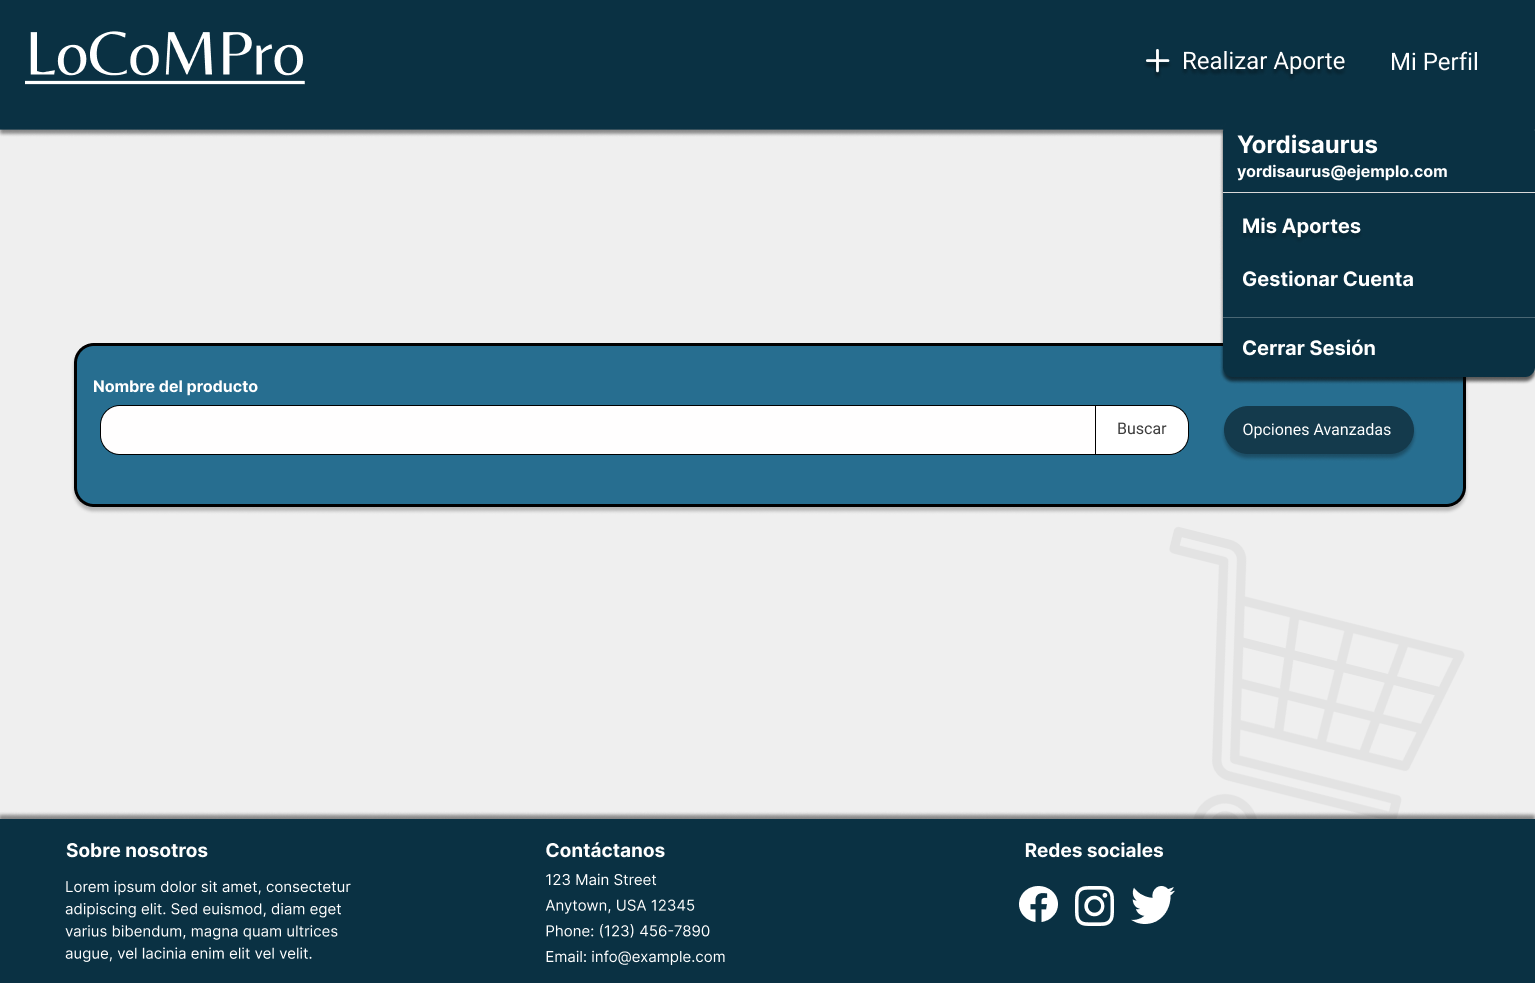 LoCoMPro
Realizar Aporte
Mi Perfil
Yordisaurus
yordisaurus@ejemplo.com
Mis Aportes
Gestionar Cuenta
Cerrar Sesión
Nombre del producto
Buscar
Opciones Avanzadas
Sobre nosotros
Lorem ipsum dolor sit amet, consectetur
adipiscing elit. Sed euismod, diam eget
varius bibendum, magna quam ultrices
augue, vel lacinia enim elit vel velit.
Contáctanos
123 Main Street
Anytown, USA 12345
Phone: (123) 456-7890
Email: info@example.com
Redes sociales